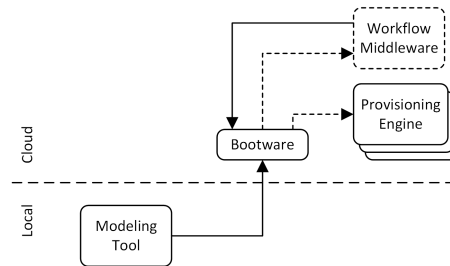 Workflow
Middleware
Provisioning
Engine
Bootware
Cloud
Local
Modeling
Tool